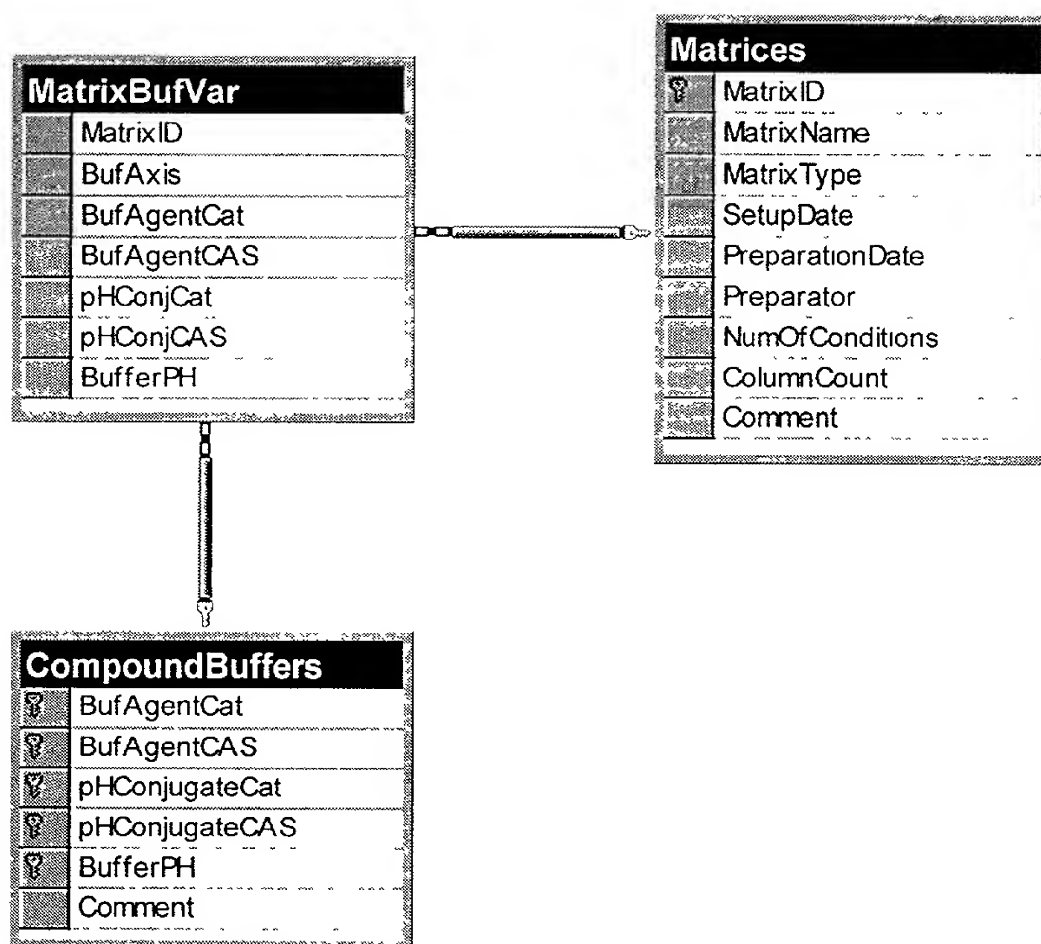 MatrixBufVar
MatrixID
BufAxis
BufAgentCat
BufAgentCAS
pHConjCat
pHConjCAS
BufferPH
Matrices
MatrixID
MatrixName
MatrixType
SetupDate
PreparationDate
Preparator
NumOfConditions
ColumnCount
Comment
CompoundBuffers
BufAgentCat
BufAgentCAS
pHConjugateCat
pHConjugateCAS
BufferPH
Comment